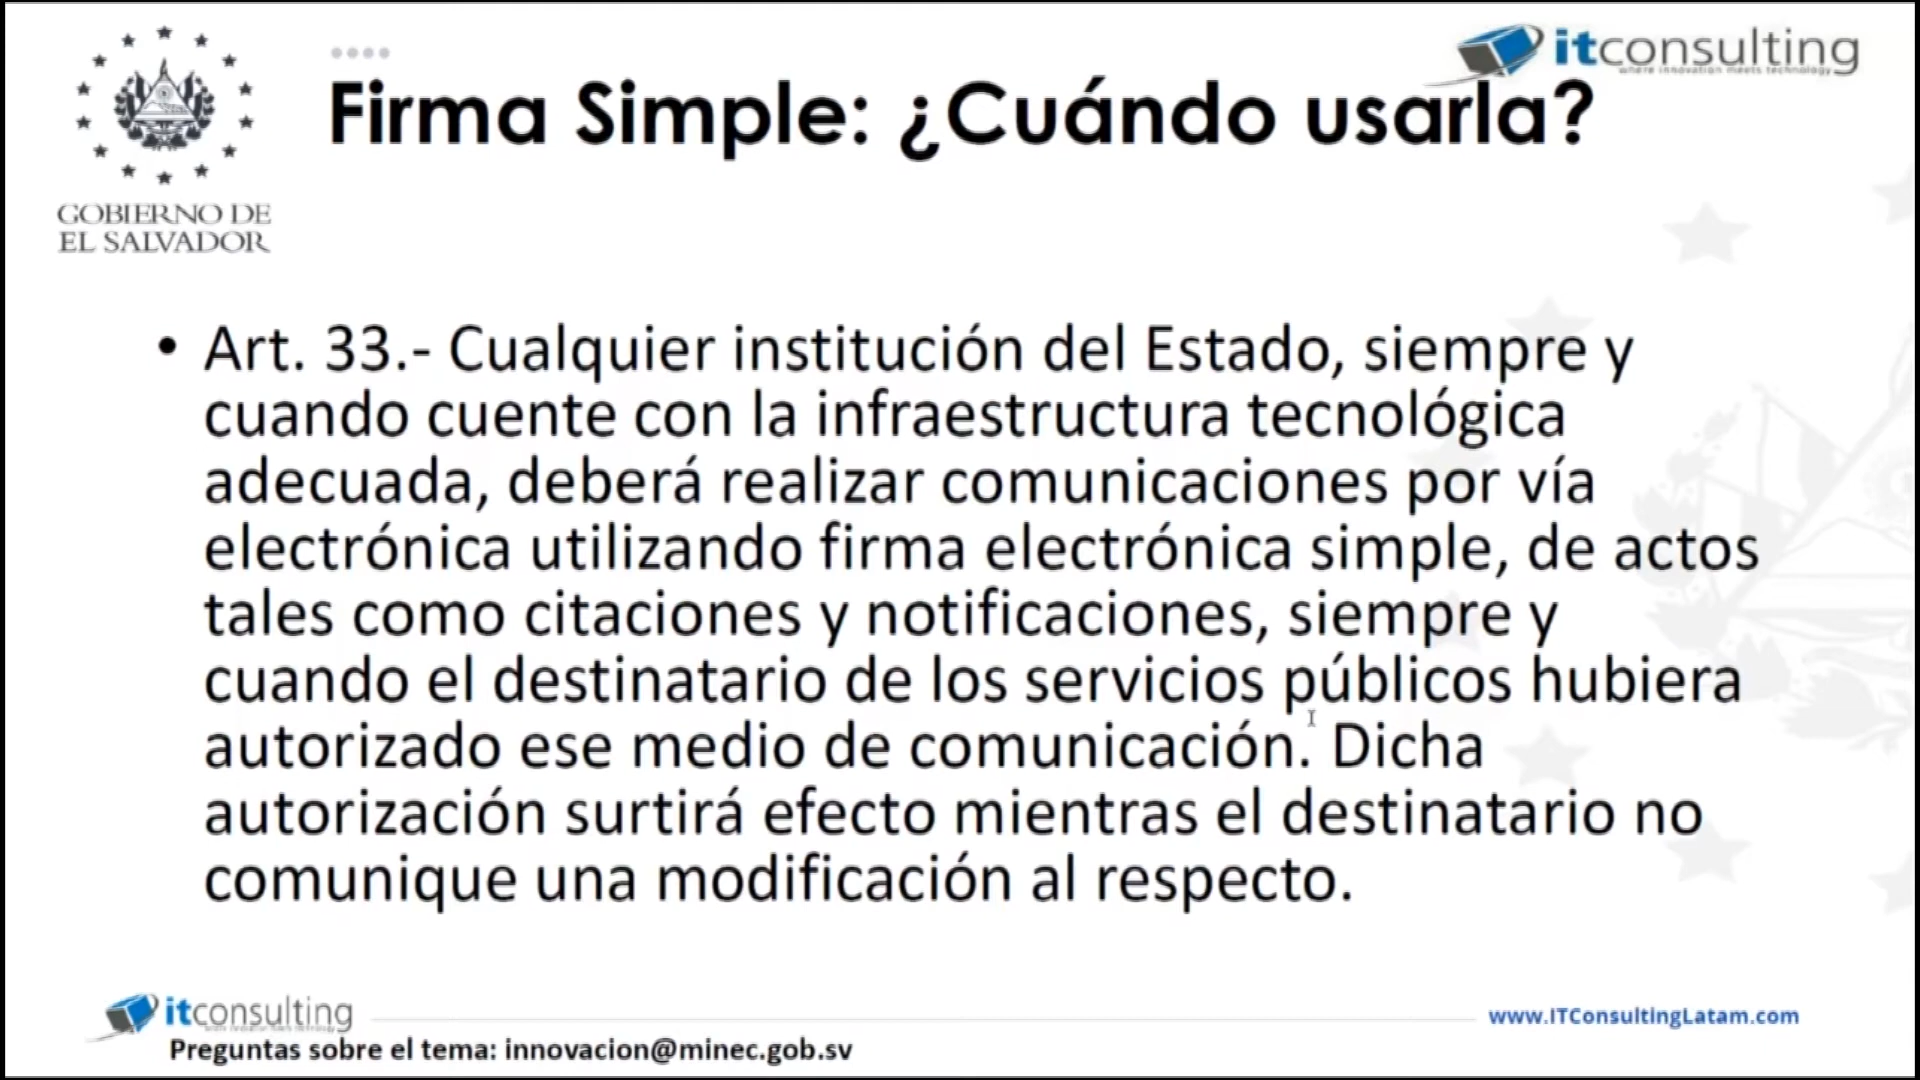 itconsulting
where innovation meets technology
Firma Simple: ¿Cuándo usarla?
GOBIERNO DE
EL SALVADOR
• Art. 33.- Cualquier institución del Estado, siempre y
cuando cuente con la infraestructura tecnológica
adecuada, deberá realizar comunicaciones por vía
electrónica utilizando firma electrónica simple, de actos
tales como citaciones y notificaciones, siempre y
cuando el destinatario de los servicios públicos hubiera
autorizado ese medio de comunicación. Dicha
autorización surtirá efecto mientras el destinatario no
comunique una modificación al respecto.
itconsulting
www.ITConsultingLatam.com
Preguntas sobre el tema: innovacion@minec.gob.sv